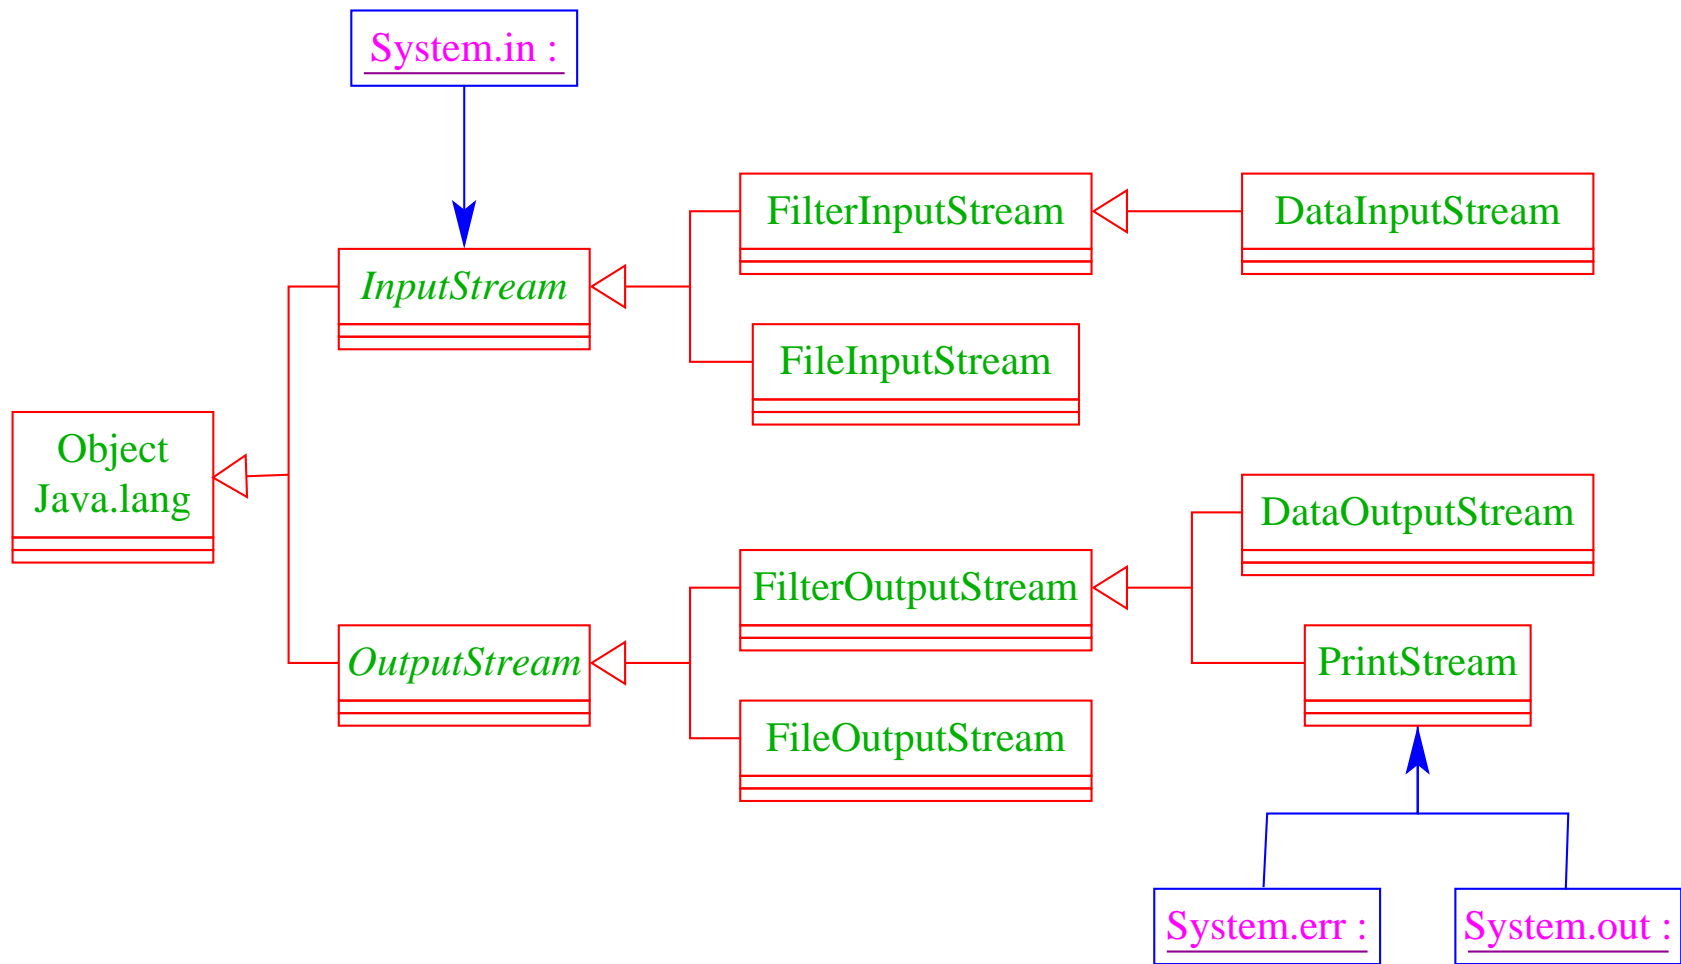 System.in :
FilterInputStream
DataInputStream
InputStream
FileInputStream
Object
Java.lang
DataOutputStream
FilterOutputStream
OutputStream
PrintStream
FileOutputStream
System.err :
System.out :